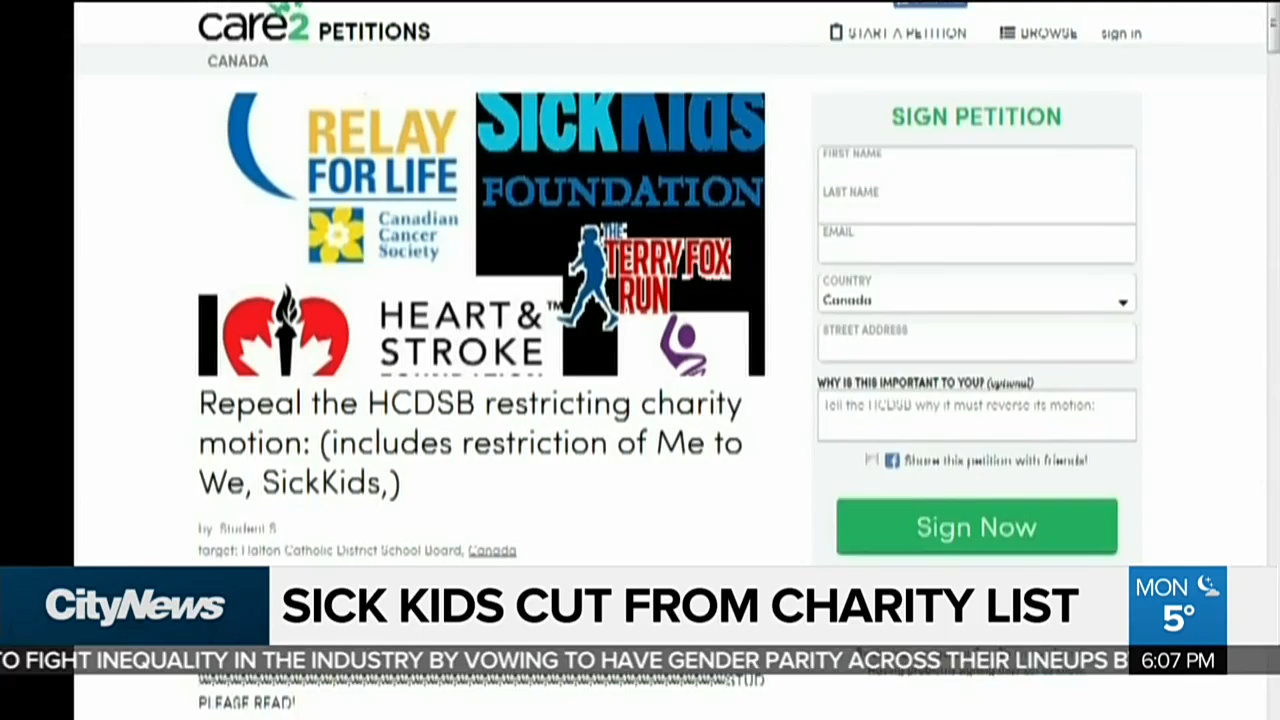 care2 PETITIONS
START A PETITION
BROWSE
sign in
CANADA
RELAY
FOR LIFE
Canadian
Cancer
Society
SickKids
FOUNDATION
THE
TERRY FOX
RUN
HEART &™
STROKE
FOUNDATION
Repeal the HCDSB restricting charity
motion: (includes restriction of Me to
We, SickKids,)
by Student S
target: Halton Catholic District School Board, Canada
SIGN PETITION
FIRST NAME
LAST NAME
EMAIL
COUNTRY
Canada
STREET ADDRESS
WHY IS THIS IMPORTANT TO YOU? (optional)
Tell the HCDSB why it must reverse its motion:
Share this petition with friends!
Sign Now
CityNews
SICK KIDS CUT FROM CHARITY LIST
MON
5°
TO FIGHT INEQUALITY IN THE INDUSTRY BY VOWING TO HAVE GENDER PARITY ACROSS THEIR LINEUPS B
6:07 PM
STUD
PLEASE READ!